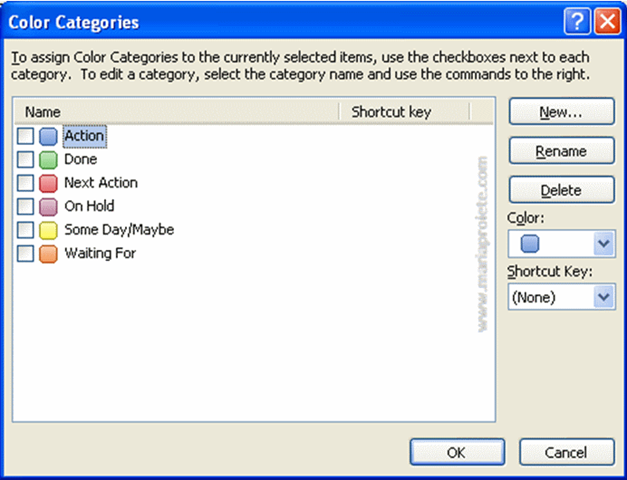 Color Categories
To assign Color Categories to the currently selected items, use the checkboxes next to each
category. To edit a category, select the category name and use the commands to the right.
Name Shortcut key
Action
Done
Next Action
On Hold
Some Day/Maybe
Waiting For
New...
Rename
Delete
Color:
Shortcut Key:
(None)
www.mariaprolete.com
OK Cancel